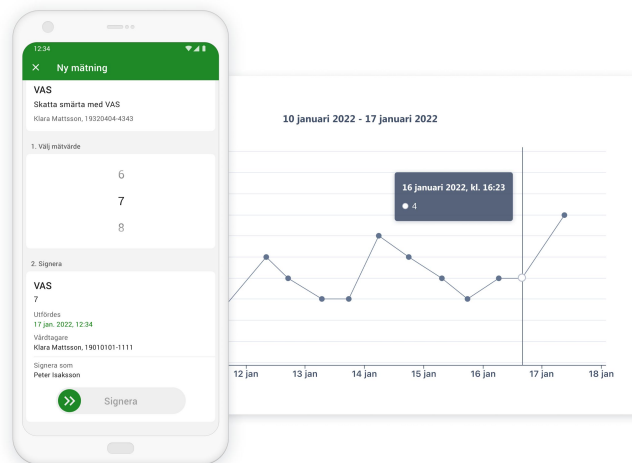 12:34
Ny mätning
VAS
Skatta smärta med VAS
Klara Mattsson, 19320404-4343
1. Välj mätvärde
6
7
8
2. Signera
VAS
7
Utfördes
17 jan. 2022, 12:34
Vårdtagare
Klara Mattsson, 19010101-1111
Signera som
Peter Isaksson
Signera
10 januari 2022 - 17 januari 2022
16 januari 2022, kl. 16:23
4
12 jan 13 jan 14 jan 15 jan 16 jan 17 jan 18 jan